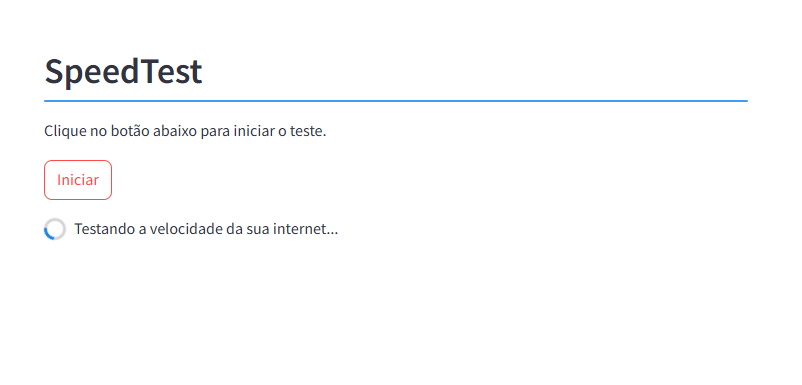 SpeedTest
Clique no botão abaixo para iniciar o teste.
Iniciar
Testando a velocidade da sua internet...